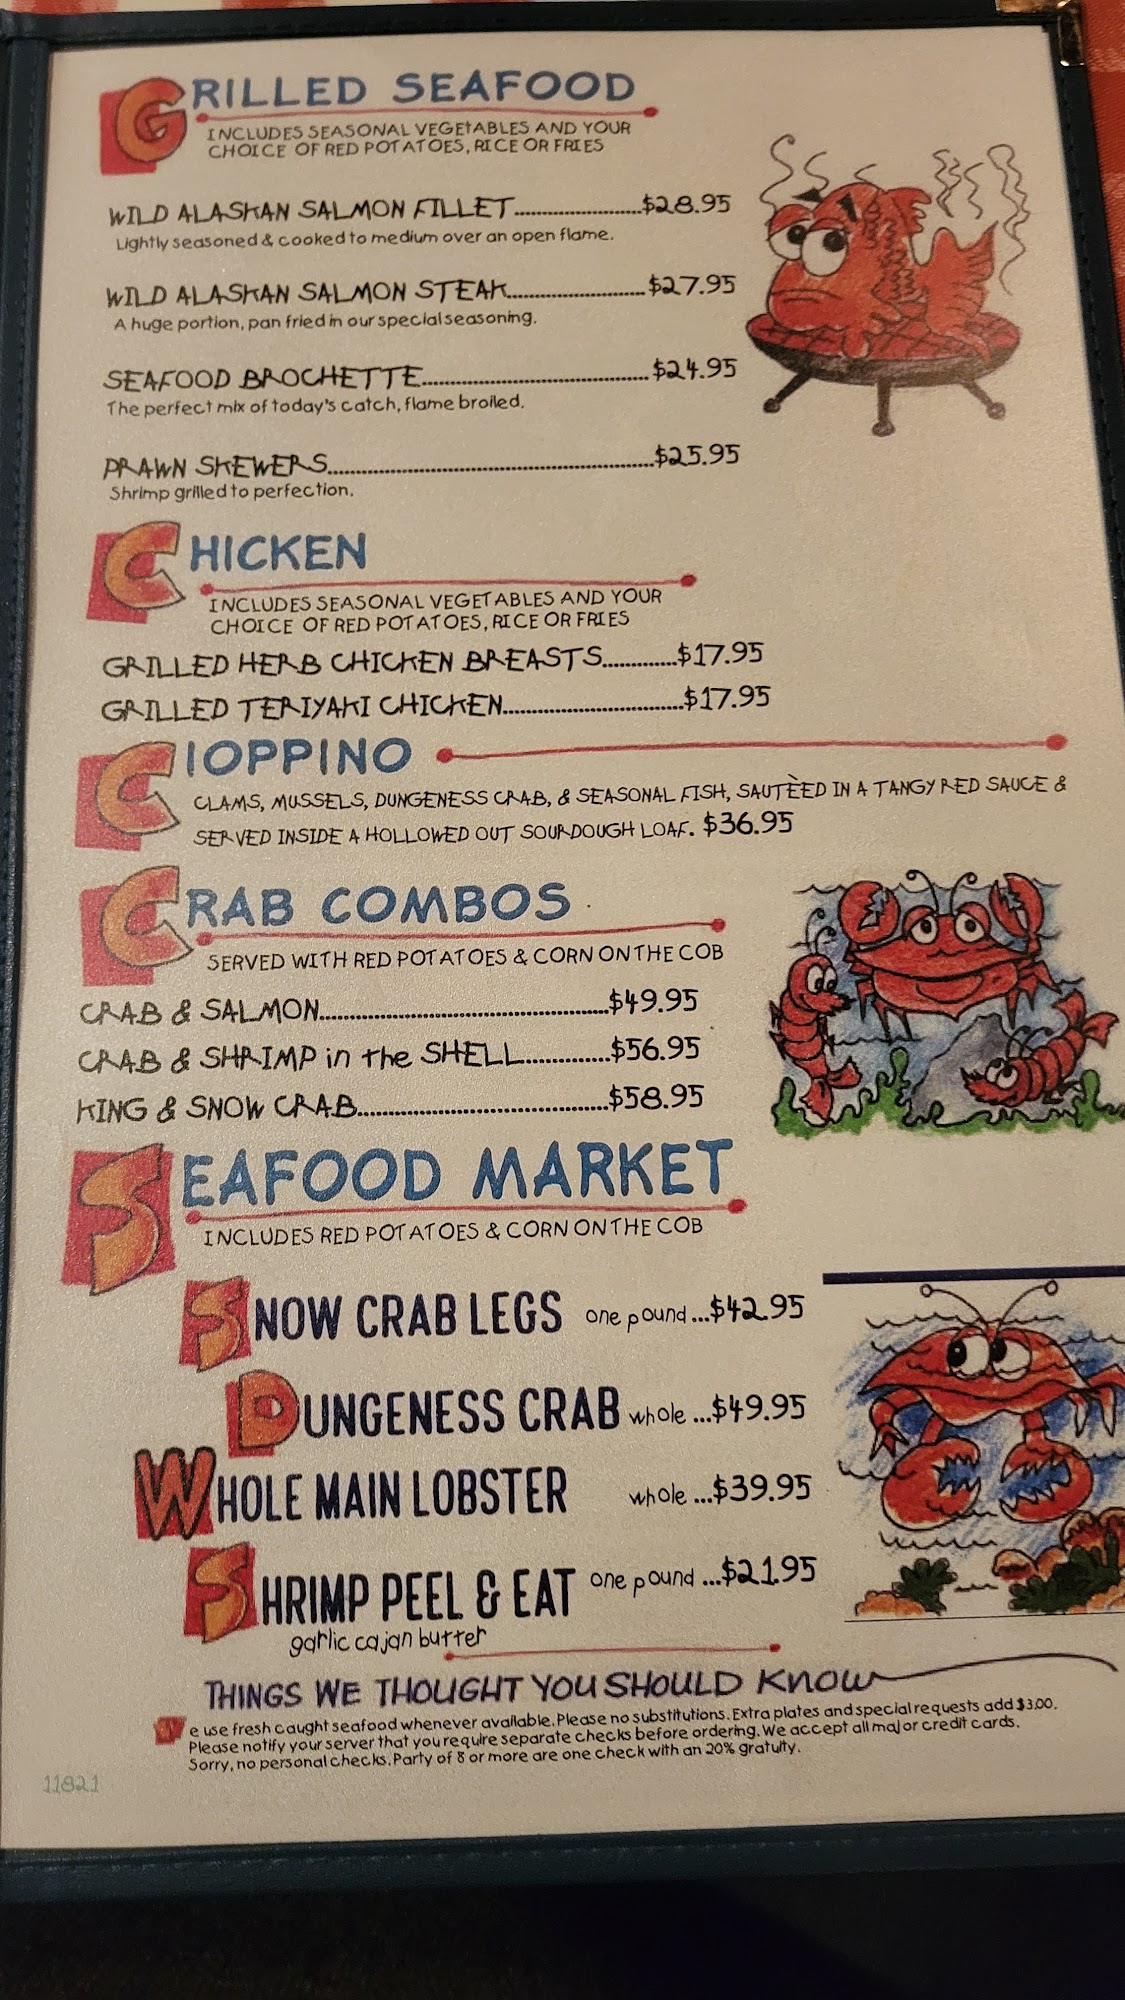 GRILLED SEAFOOD
INCLUDES SEASONAL VEGETABLES AND YOUR
CHOICE OF RED POTATOES, RICE OR FRIES
WILD ALASKAN SALMON FILLET..........$28.95
Lightly seasoned & cooked to medium over an open flame.
WILD ALASKAN SALMON STEAK..........$27.95
A huge portion, pan fried in our special seasoning.
SEAFOOD BROCHETTE..........$24.95
The perfect mix of today's catch, flame broiled.
PRAWN SKEWERS..........$25.95
Shrimp grilled to perfection.
CHICKEN
INCLUDES SEASONAL VEGETABLES AND YOUR
CHOICE OF RED POTATOES, RICE OR FRIES
GRILLED HERB CHICKEN BREASTS..........$17.95
GRILLED TERIYAKI CHICKEN..........$17.95
CIOPPINO
CLAMS, MUSSELS, DUNGENESS CRAB, & SEASONAL FISH, SAUTÈED IN A TANGY RED SAUCE &
SERVED INSIDE A HOLLOWED OUT SOURDOUGH LOAF. $36.95
CRAB COMBOS
SERVED WITH RED POTATOES & CORN ON THE COB
CRAB & SALMON..........$49.95
CRAB & SHRIMP in the SHELL..........$56.95
KING & SNOW CRAB..........$58.95
SEAFOOD MARKET
INCLUDES RED POTATOES & CORN ON THE COB
SNOW CRAB LEGS one pound ...$42.95
DUNGENESS CRAB whole ...$49.95
WHOLE MAIN LOBSTER whole ...$39.95
SHRIMP PEEL & EAT one pound ...$21.95
garlic cajan butter
THINGS WE THOUGHT YOU SHOULD Know
We use fresh caught seafood whenever available. Please no substitutions. Extra plates and special requests add $3.00.
Please notify your server that you require separate checks before ordering. We accept all major credit cards.
Sorry, no personal checks. Party of 8 or more are one check with an 20% gratuity.
11821